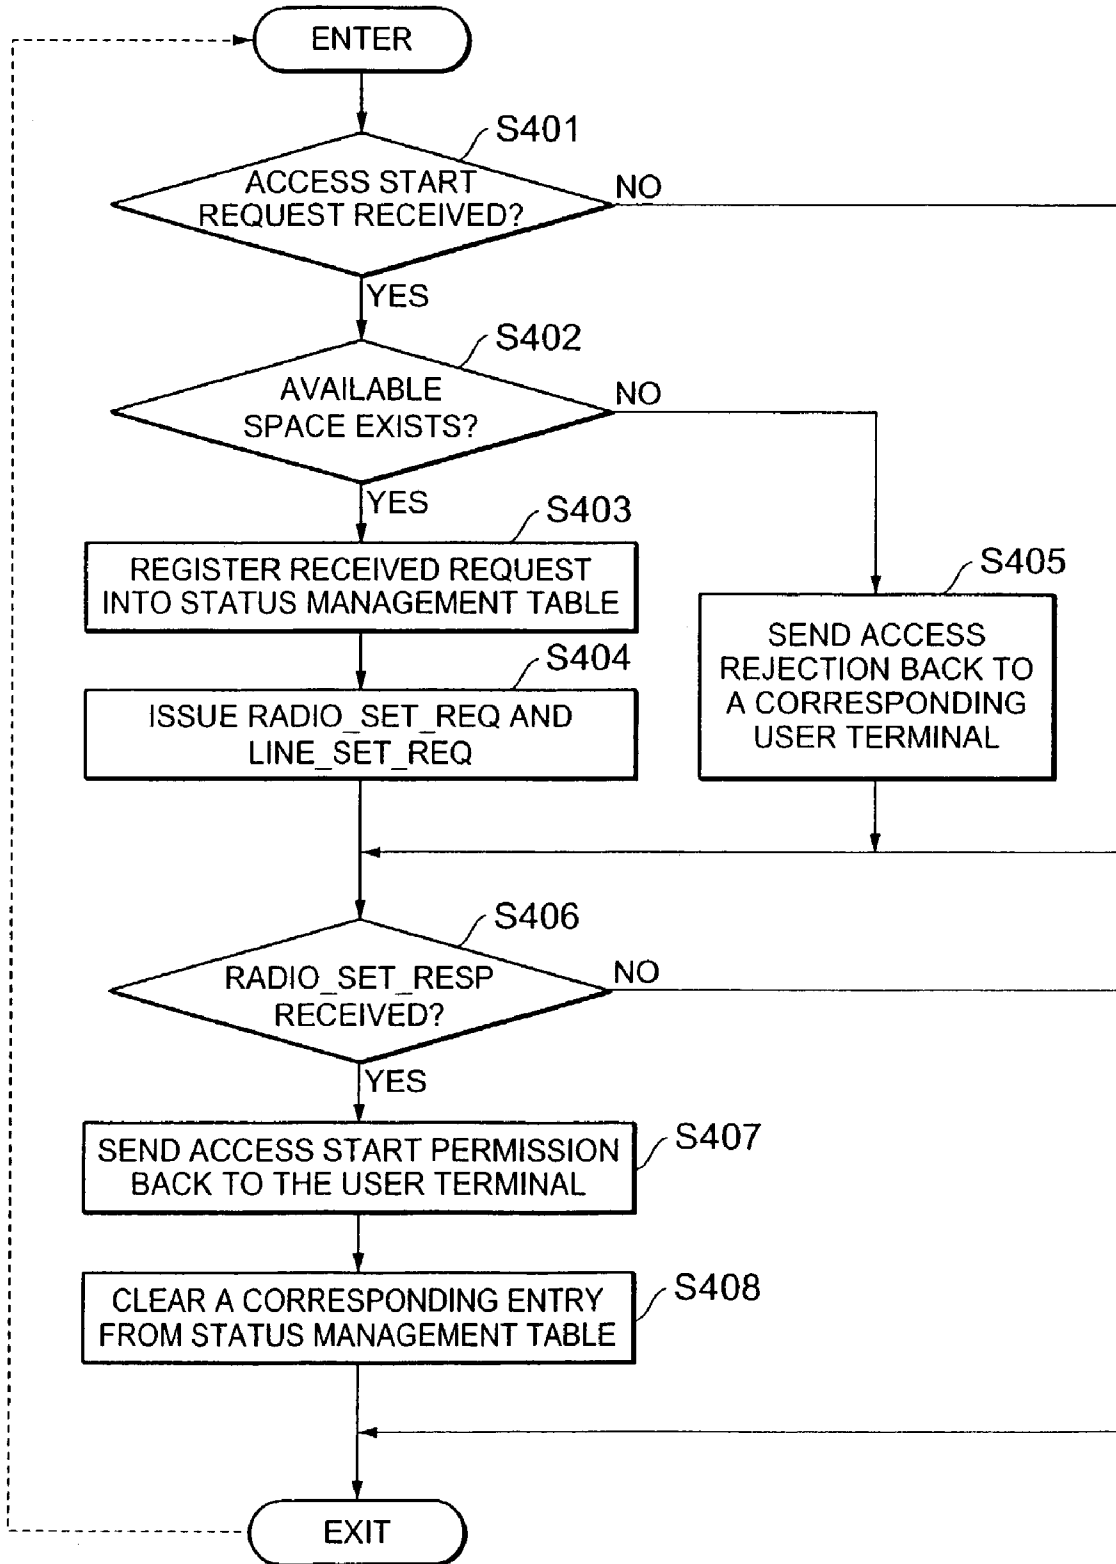 ENTER
S401
ACCESS START
REQUEST RECEIVED?
NO
YES
S402
AVAILABLE
SPACE EXISTS?
NO
YES
S403
REGISTER RECEIVED REQUEST
INTO STATUS MANAGEMENT TABLE
S404
ISSUE RADIO_SET_REQ AND
LINE_SET_REQ
S405
SEND ACCESS
REJECTION BACK TO
A CORRESPONDING
USER TERMINAL
S406
RADIO_SET_RESP
RECEIVED?
NO
YES
S407
SEND ACCESS START PERMISSION
BACK TO THE USER TERMINAL
S408
CLEAR A CORRESPONDING ENTRY
FROM STATUS MANAGEMENT TABLE
EXIT